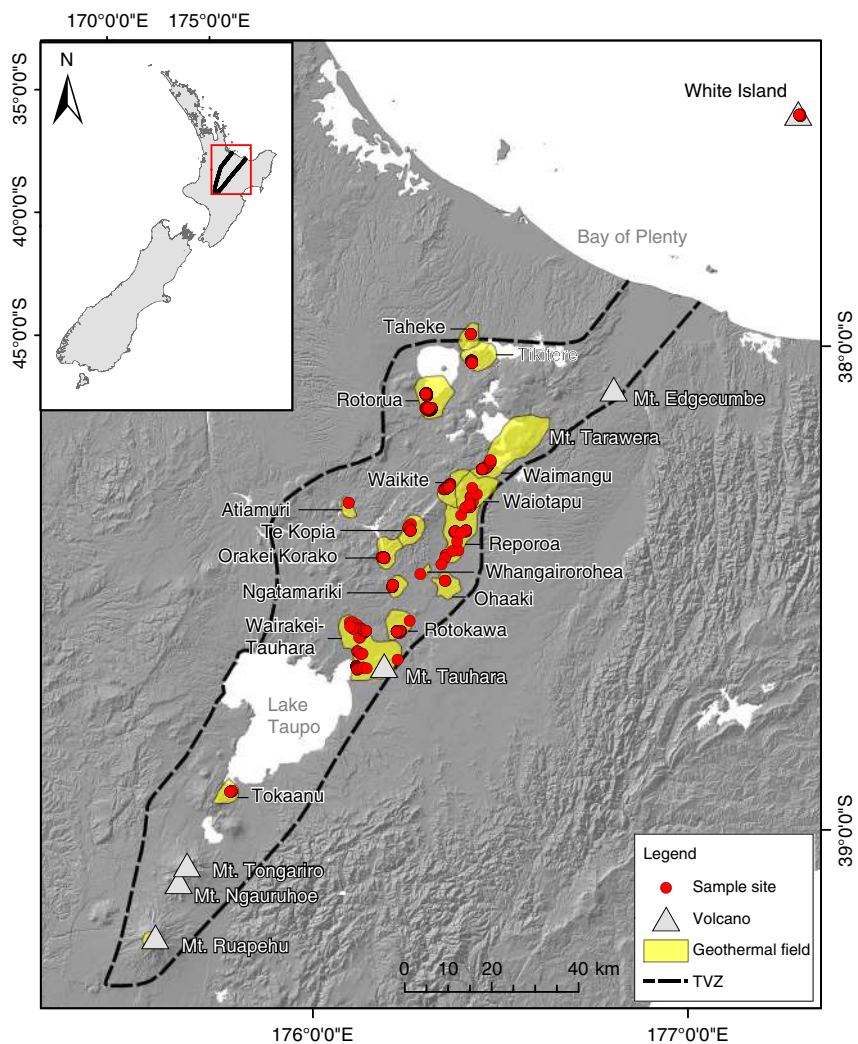 170°0'0"E
175°0'0"E
N
35°0'0"S
40°0'0"S
45°0'0"S
White Island
Bay of Plenty
38°0'0"S
Taheke
Tikitere
Rotorua
Mt. Edgecumbe
Mt. Tarawera
Waikite
Waimangu
Atiamuri
Waiotapu
Te Kopia
Orakei Korako
Reporoa
Whangairorohea
Ngatamariki
Ohaaki
Wairakei-
Tauhara
Rotokawa
Mt. Tauhara
Lake
Taupo
Tokaanu
39°0'0"S
Mt. Tongariro
Mt. Ngauruhoe
Mt. Ruapehu
Legend
Sample site
Volcano
Geothermal field
TVZ
0 10 20 40 km
176°0'0"E
177°0'0"E